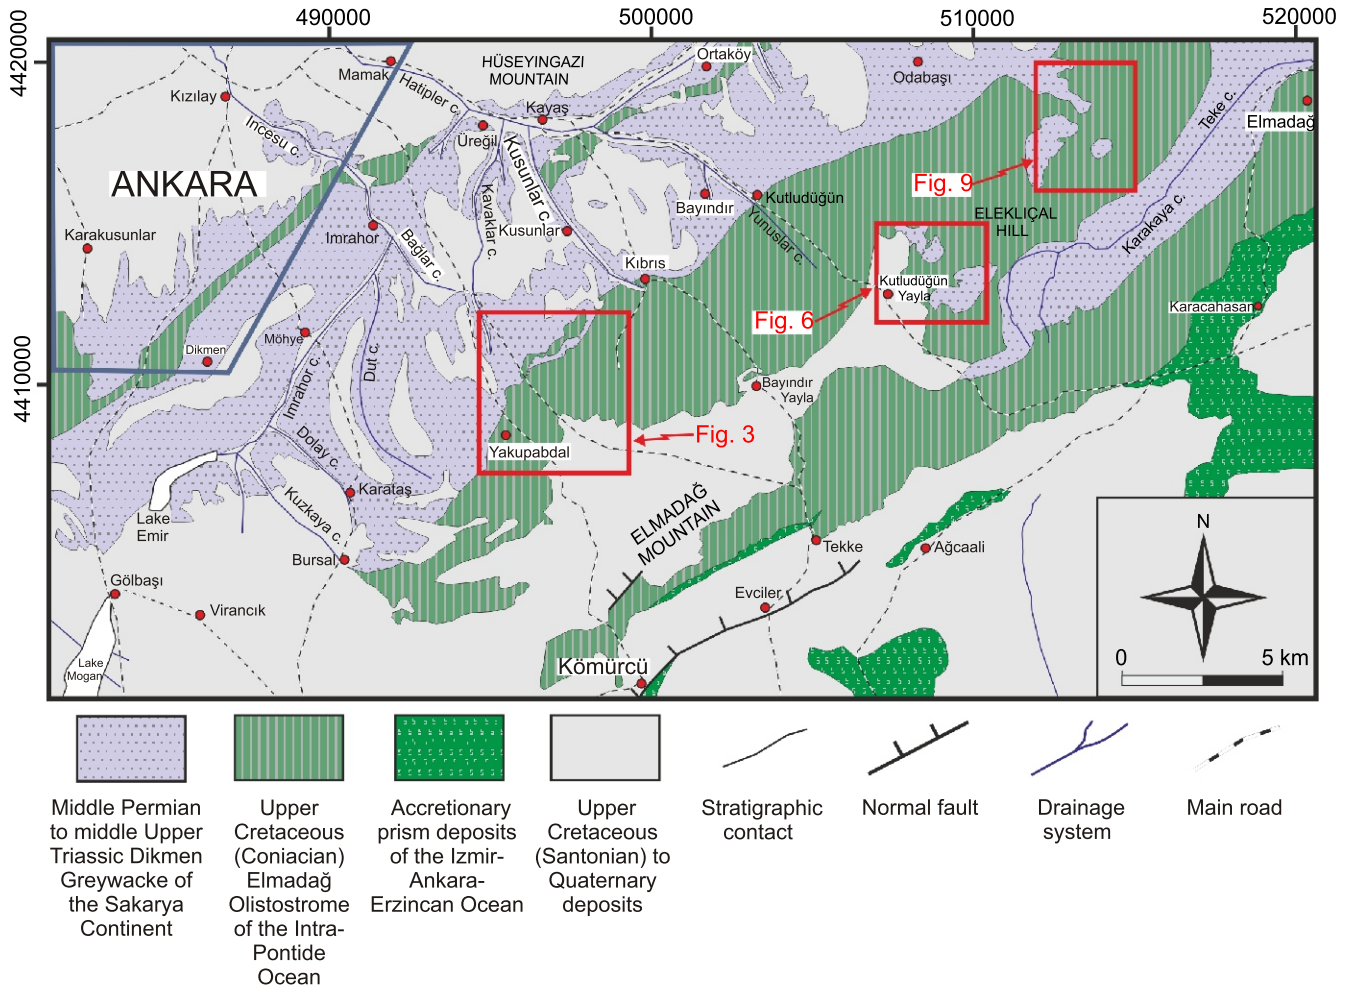 490000
500000
510000
520000
4420000
4410000
Mamak
Hatipler c.
HÜSEYINGAZI
MOUNTAIN
Ortaköy
Odabaşı
Kızılay
Incesu c.
Kayaş
Üreğil
Teke c.
Elmadağ
ANKARA
Kusunlar c.
Fig. 9
Kavaklar c.
Bayındır
Kutludüğün
Yunuslar c.
ELEKLIÇAL
HILL
Karakaya c.
Karakusunlar
Imrahor
Bağlar c.
Kusunlar
Kıbrıs
Kutludüğün
Yayla
Karacahasan
Fig. 6
Möhye
Dikmen
Dut c.
Imrahor c.
Bayındır
Yayla
Fig. 3
Yakupabdal
Dolay c.
Karataş
Kuzkaya c.
Lake
Emir
ELMADAĞ
MOUNTAIN
Bursal
Tekke
Ağcaali
N
Gölbaşı
Virancık
Evciler
Lake
Mogan
Kömürcü
0
5 km
Middle Permian
to middle Upper
Triassic Dikmen
Greywacke of
the Sakarya
Continent
Upper
Cretaceous
(Coniacian)
Elmadağ
Olistostrome
of the Intra-
Pontide
Ocean
Accretionary
prism deposits
of the Izmir-
Ankara-
Erzincan Ocean
Upper
Cretaceous
(Santonian) to
Quaternary
deposits
Stratigraphic
contact
Normal fault
Drainage
system
Main road